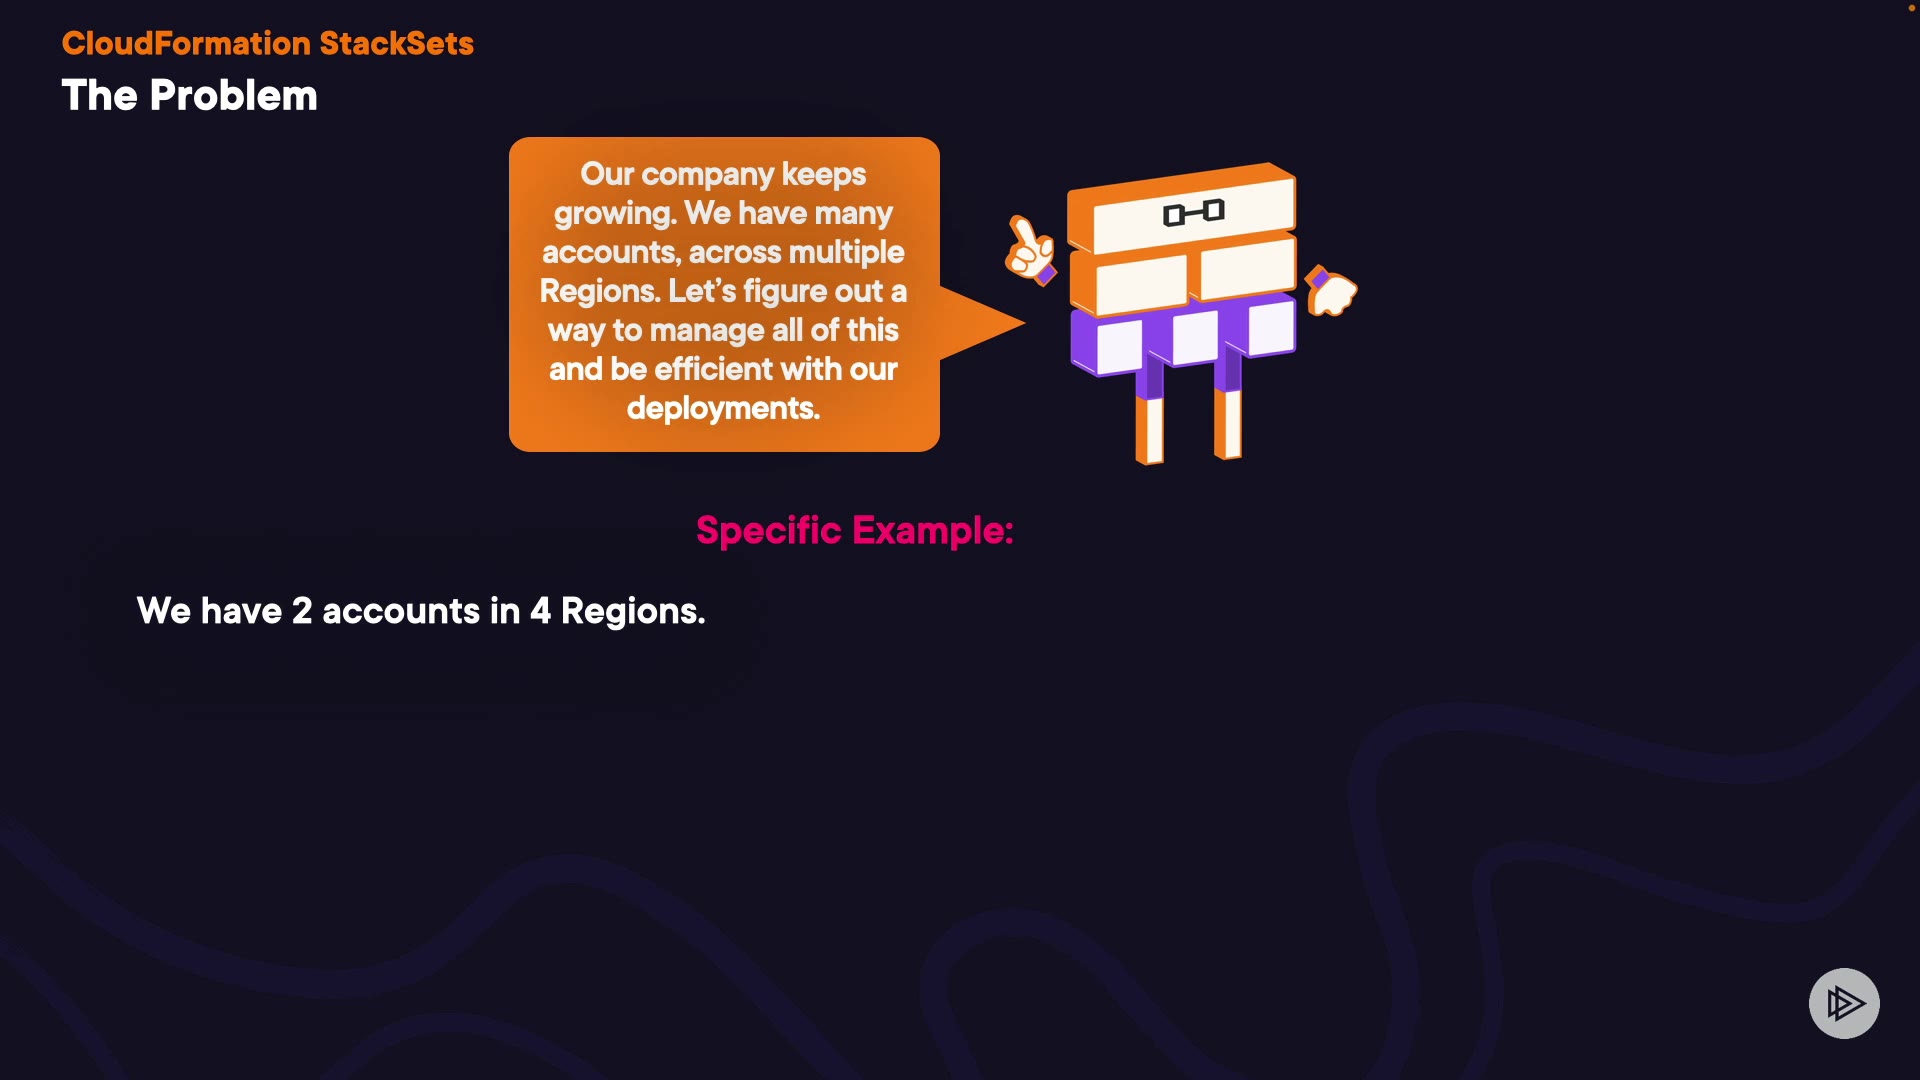 CloudFormation StackSets
The Problem
Our company keeps
growing. We have many
accounts, across multiple
Regions. Let’s figure out a
way to manage all of this
and be efficient with our
deployments.
Specific Example:
We have 2 accounts in 4 Regions.